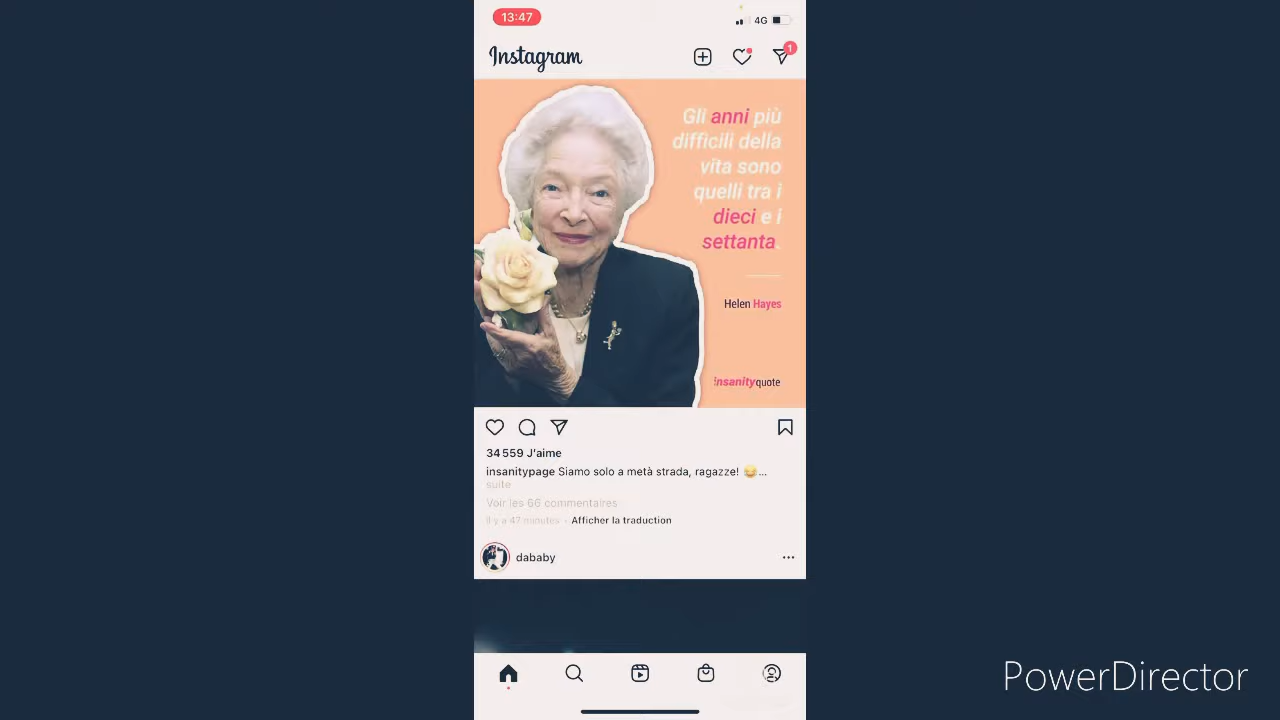 13:47
4G
Instagram
1
Gli anni più
difficili della
vita sono
quelli tra i
dieci e i
settanta.
Helen Hayes
insanityquote
34 559 J'aime
insanitypage Siamo solo a metà strada, ragazze! 😂...
suite
Voir les 66 commentaires
il y a 47 minutes · Afficher la traduction
dababy
PowerDirector